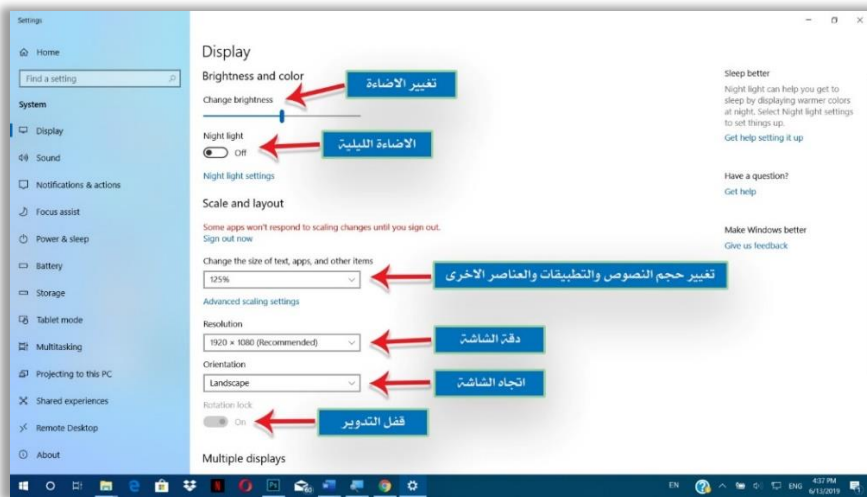 Settings
Home
Find a setting
System
Display
Sound
Notifications & actions
Focus assist
Power & sleep
Battery
Storage
Tablet mode
Multitasking
Projecting to this PC
Shared experiences
Remote Desktop
About
Display
Brightness and color
Change brightness
تغيير الاضاءة
Night light
Off
الاضاءة الليلية
Night light settings
Scale and layout
Some apps won't respond to scaling changes until you sign out.
Sign out now
Change the size of text, apps, and other items
125%
تغيير حجم النصوص والتطبيقات والعناصر الاخرى
Advanced scaling settings
Resolution
1920 × 1080 (Recommended)
دقة الشاشة
Orientation
Landscape
اتجاه الشاشة
Rotation lock
On
قفل التدوير
Multiple displays
Sleep better
Night light can help you get to
sleep by displaying warmer colors
at night. Select Night light settings
to set things up.
Get help setting it up
Have a question?
Get help
Make Windows better
Give us feedback
Ps
60
EN
ENG
4:37 PM
6/13/2019